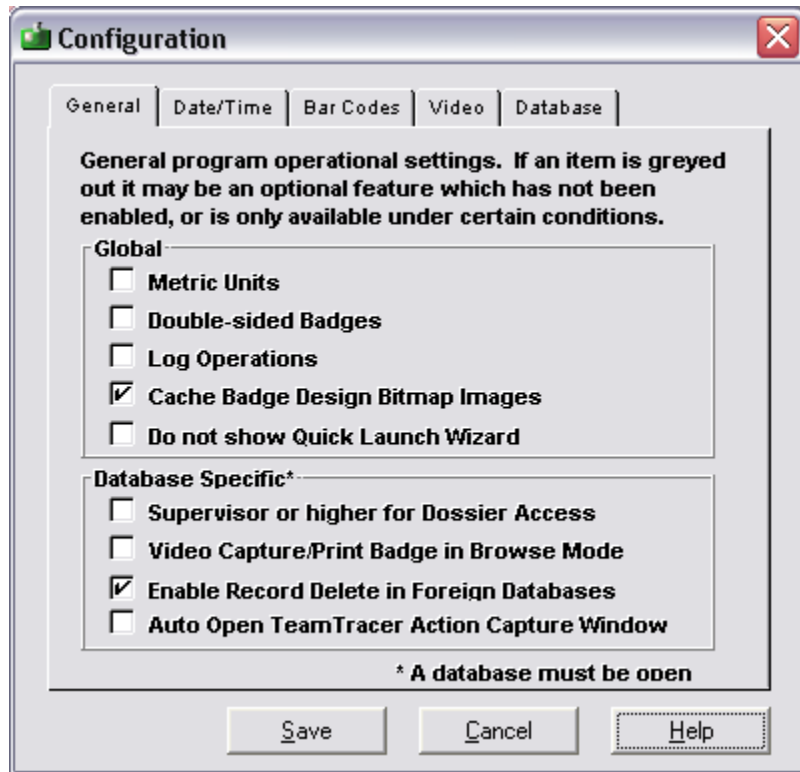 Configuration
General Date/Time Bar Codes Video Database
General program operational settings. If an item is greyed
out it may be an optional feature which has not been
enabled, or is only available under certain conditions.
Global
Metric Units
Double-sided Badges
Log Operations
Cache Badge Design Bitmap Images
Do not show Quick Launch Wizard
Database Specific*
Supervisor or higher for Dossier Access
Video Capture/Print Badge in Browse Mode
Enable Record Delete in Foreign Databases
Auto Open TeamTracer Action Capture Window
* A database must be open
Save Cancel Help